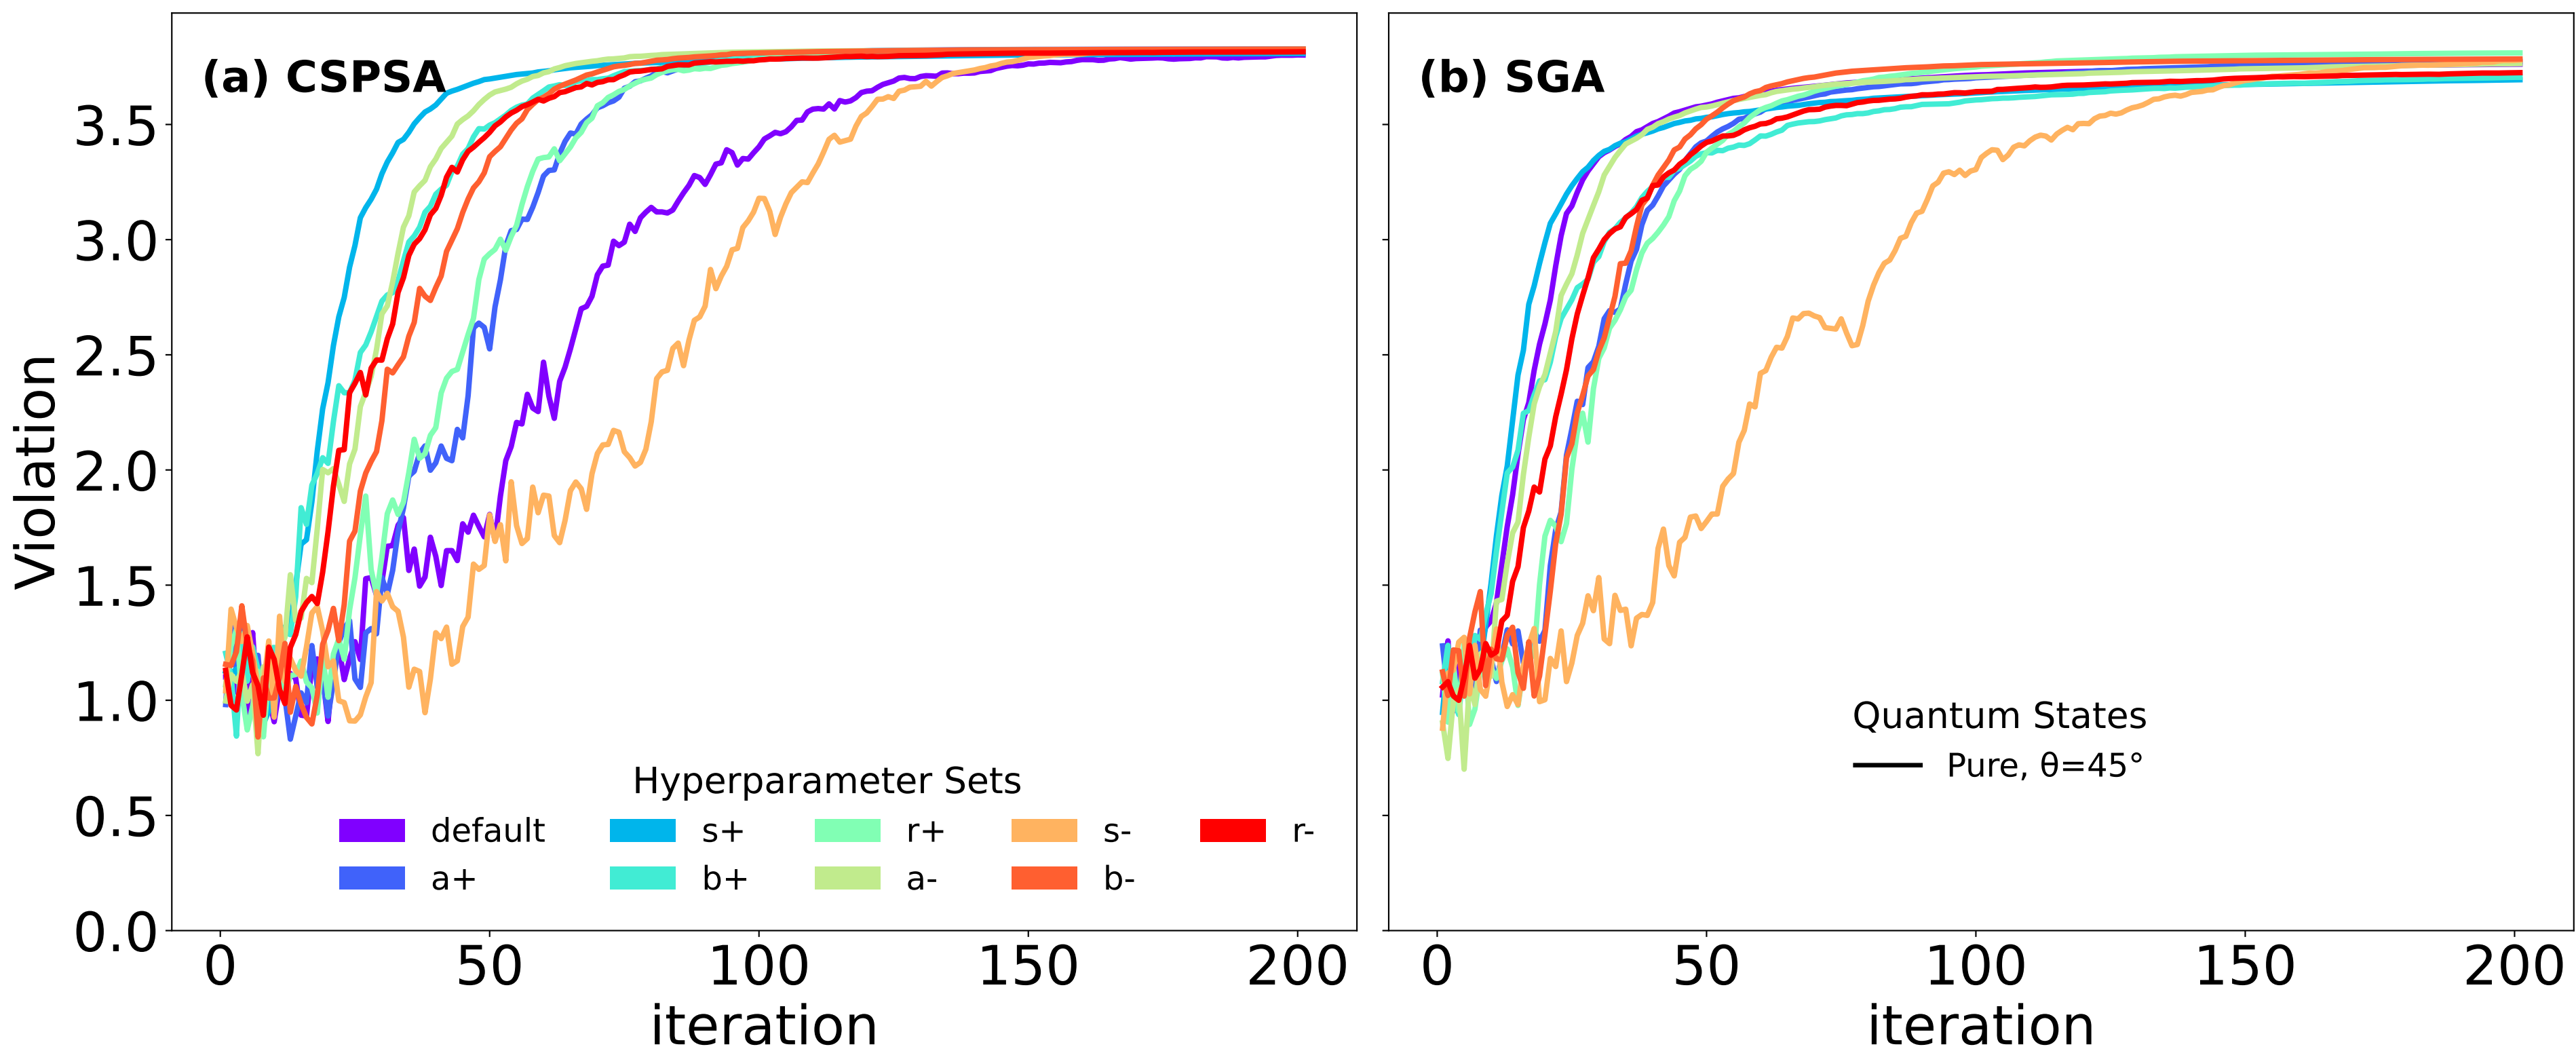 (a) CSPSA
(b) SGA
Violation
3.5
3.0
2.5
2.0
1.5
1.0
0.5
0.0
Hyperparameter Sets
default s+ r+ s- r-
a+ b+ a- b-
Quantum States
Pure, θ=45°
0 50 100 150 200
0 50 100 150 200
iteration
iteration